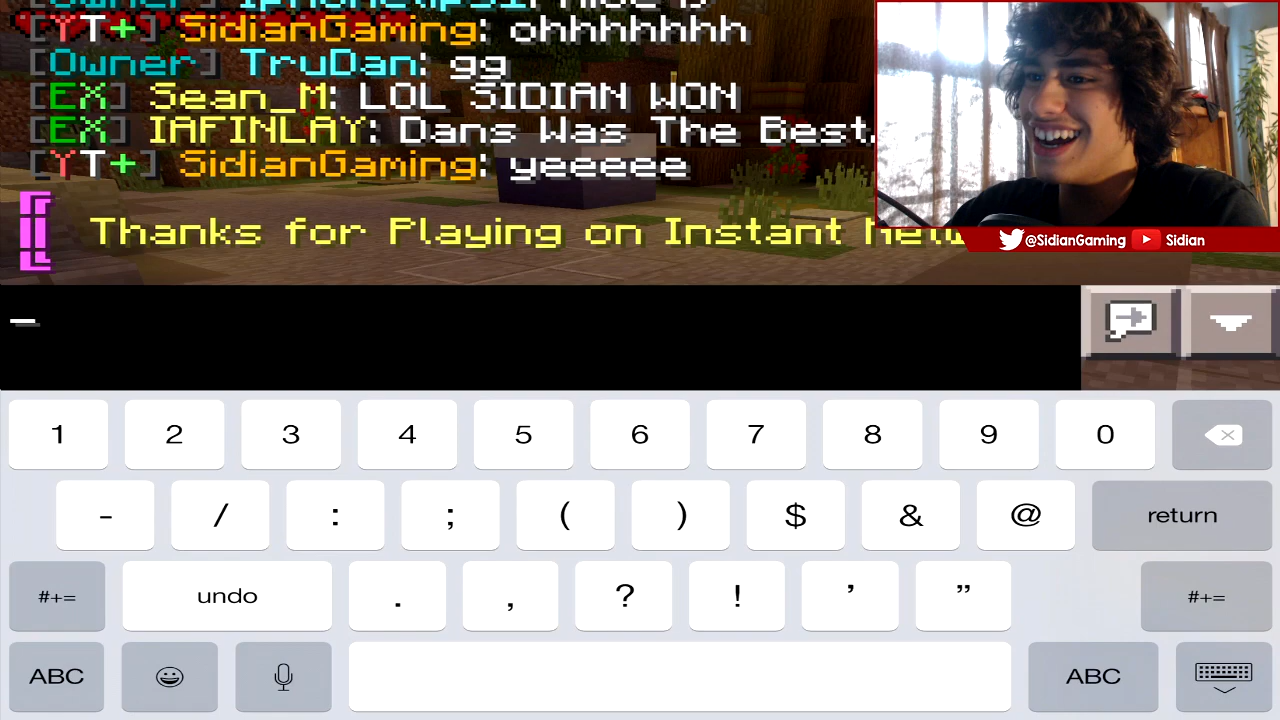 [Owner]
[YT+] SidianGaming: ohhhhhhhh
[Owner] TruDan: gg
[EX] Sean_M: LOL SIDIAN WON
[EX] IAFINLAY: Dans Was The Best.
[YT+] SidianGaming: yeeeee
Thanks for Playing on Instant
@SidianGaming Sidian
1 2 3 4 5 6 7 8 9 0
- / : ; ( ) $ & @ return
#+= undo . , ? ! ’ ” #+=
ABC ABC